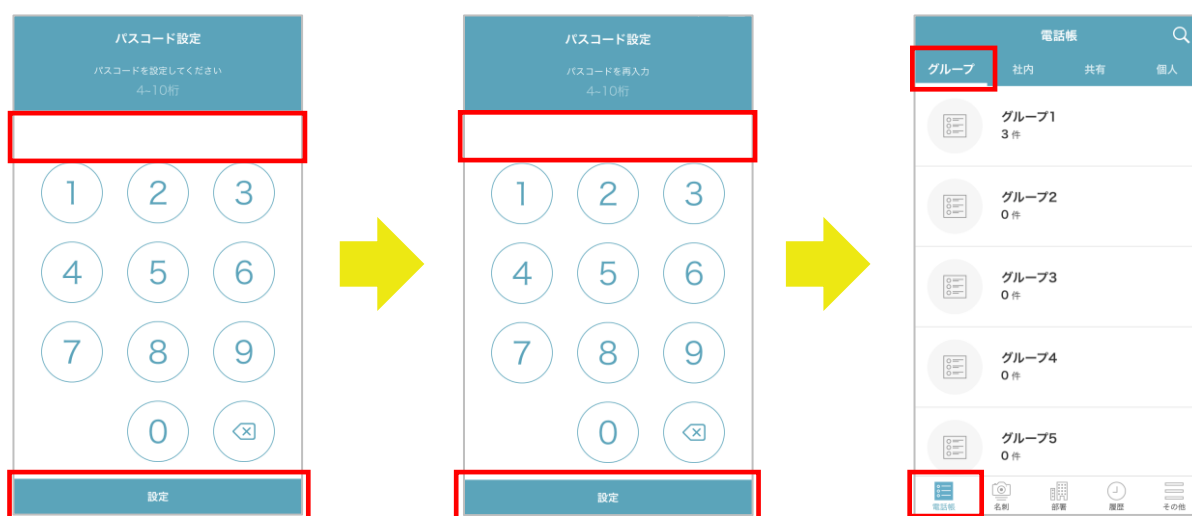 パスコード設定
パスコードを設定してください
4–10桁
1 2 3
4 5 6
7 8 9
0
設定
パスコード設定
パスコードを再入力
4–10桁
1 2 3
4 5 6
7 8 9
0
設定
電話帳
グループ 社内 共有 個人
グループ1
3 件
グループ2
0 件
グループ3
0 件
グループ4
0 件
グループ5
0 件
電話帳 名刺 部署 履歴 その他